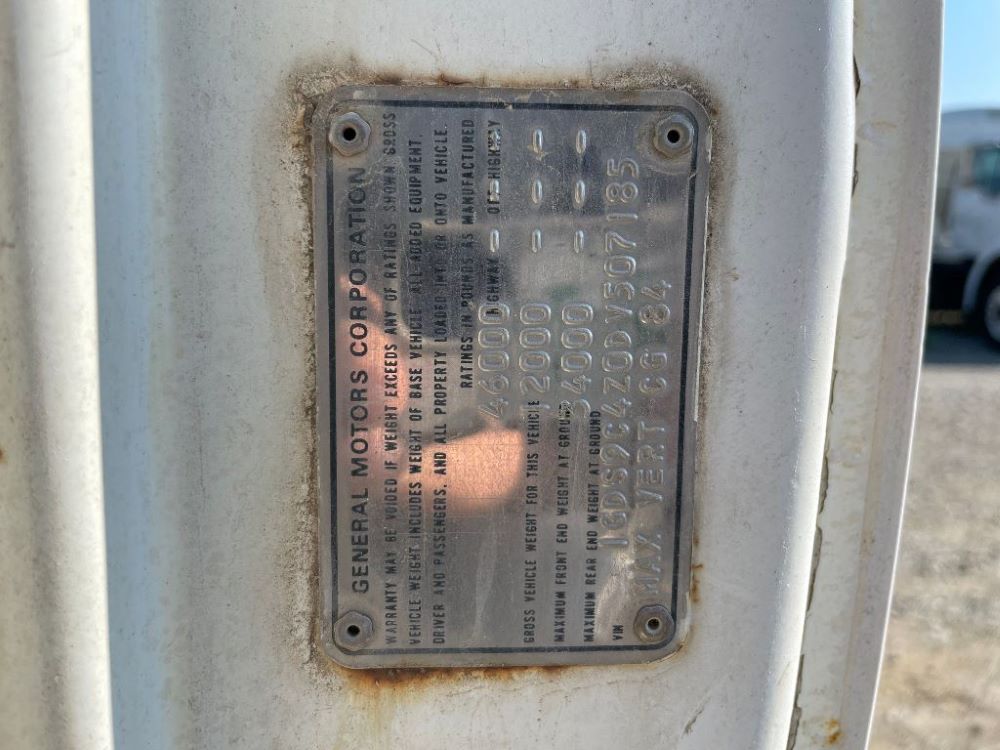 GENERAL MOTORS CORPORATION
WARRANTY MAY BE VOIDED IF WEIGHT EXCEEDS ANY OF RATINGS SHOWN GROSS
VEHICLE WEIGHT INCLUDES WEIGHT OF BASE VEHICLE ALL ADDED EQUIPMENT,
DRIVER AND PASSENGERS, AND ALL PROPERTY LOADED INTO OR ONTO VEHICLE.
RATINGS IN POUNDS AS MANUFACTURED
HIGHWAY OFF-HIGHWAY
GROSS VEHICLE WEIGHT FOR THIS VEHICLE 46000 - - -
MAXIMUM FRONT END WEIGHT AT GROUND 12000 - - -
MAXIMUM REAR END WEIGHT AT GROUND 34000 - - -
VIN 1GDS9C4Z0DV507185
MAX VERT CG 84